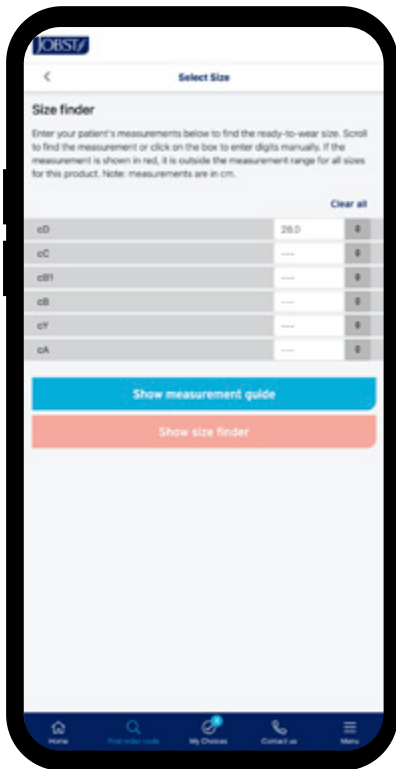 JOBST
Select Size
Size finder
Enter your patient's measurements below to find the ready-to-wear size. Scroll
to find the measurement or click on the box to enter digits manually. If the
measurement is shown in red, it is outside the measurement range for all sizes
for this product. Note: measurements are in cm.
Clear all
cD 28.0
cC ---
cB1 ---
cB ---
cY ---
cA ---
Show measurement guide
Show size finder
Home Find order code My Choices Contact us Menu